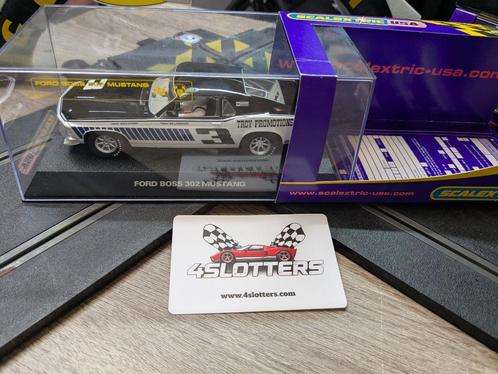 SCALEXTRIC USA
FORD BOSS 302 MUSTANG
3
TROY PROMOTIONS
3
FORD BOSS 302 MUSTANG
www.scalextric-usa.com
www.scalextric-usa.com
SCALEXTRIC
4SLOTTERS
www.4slotters.com